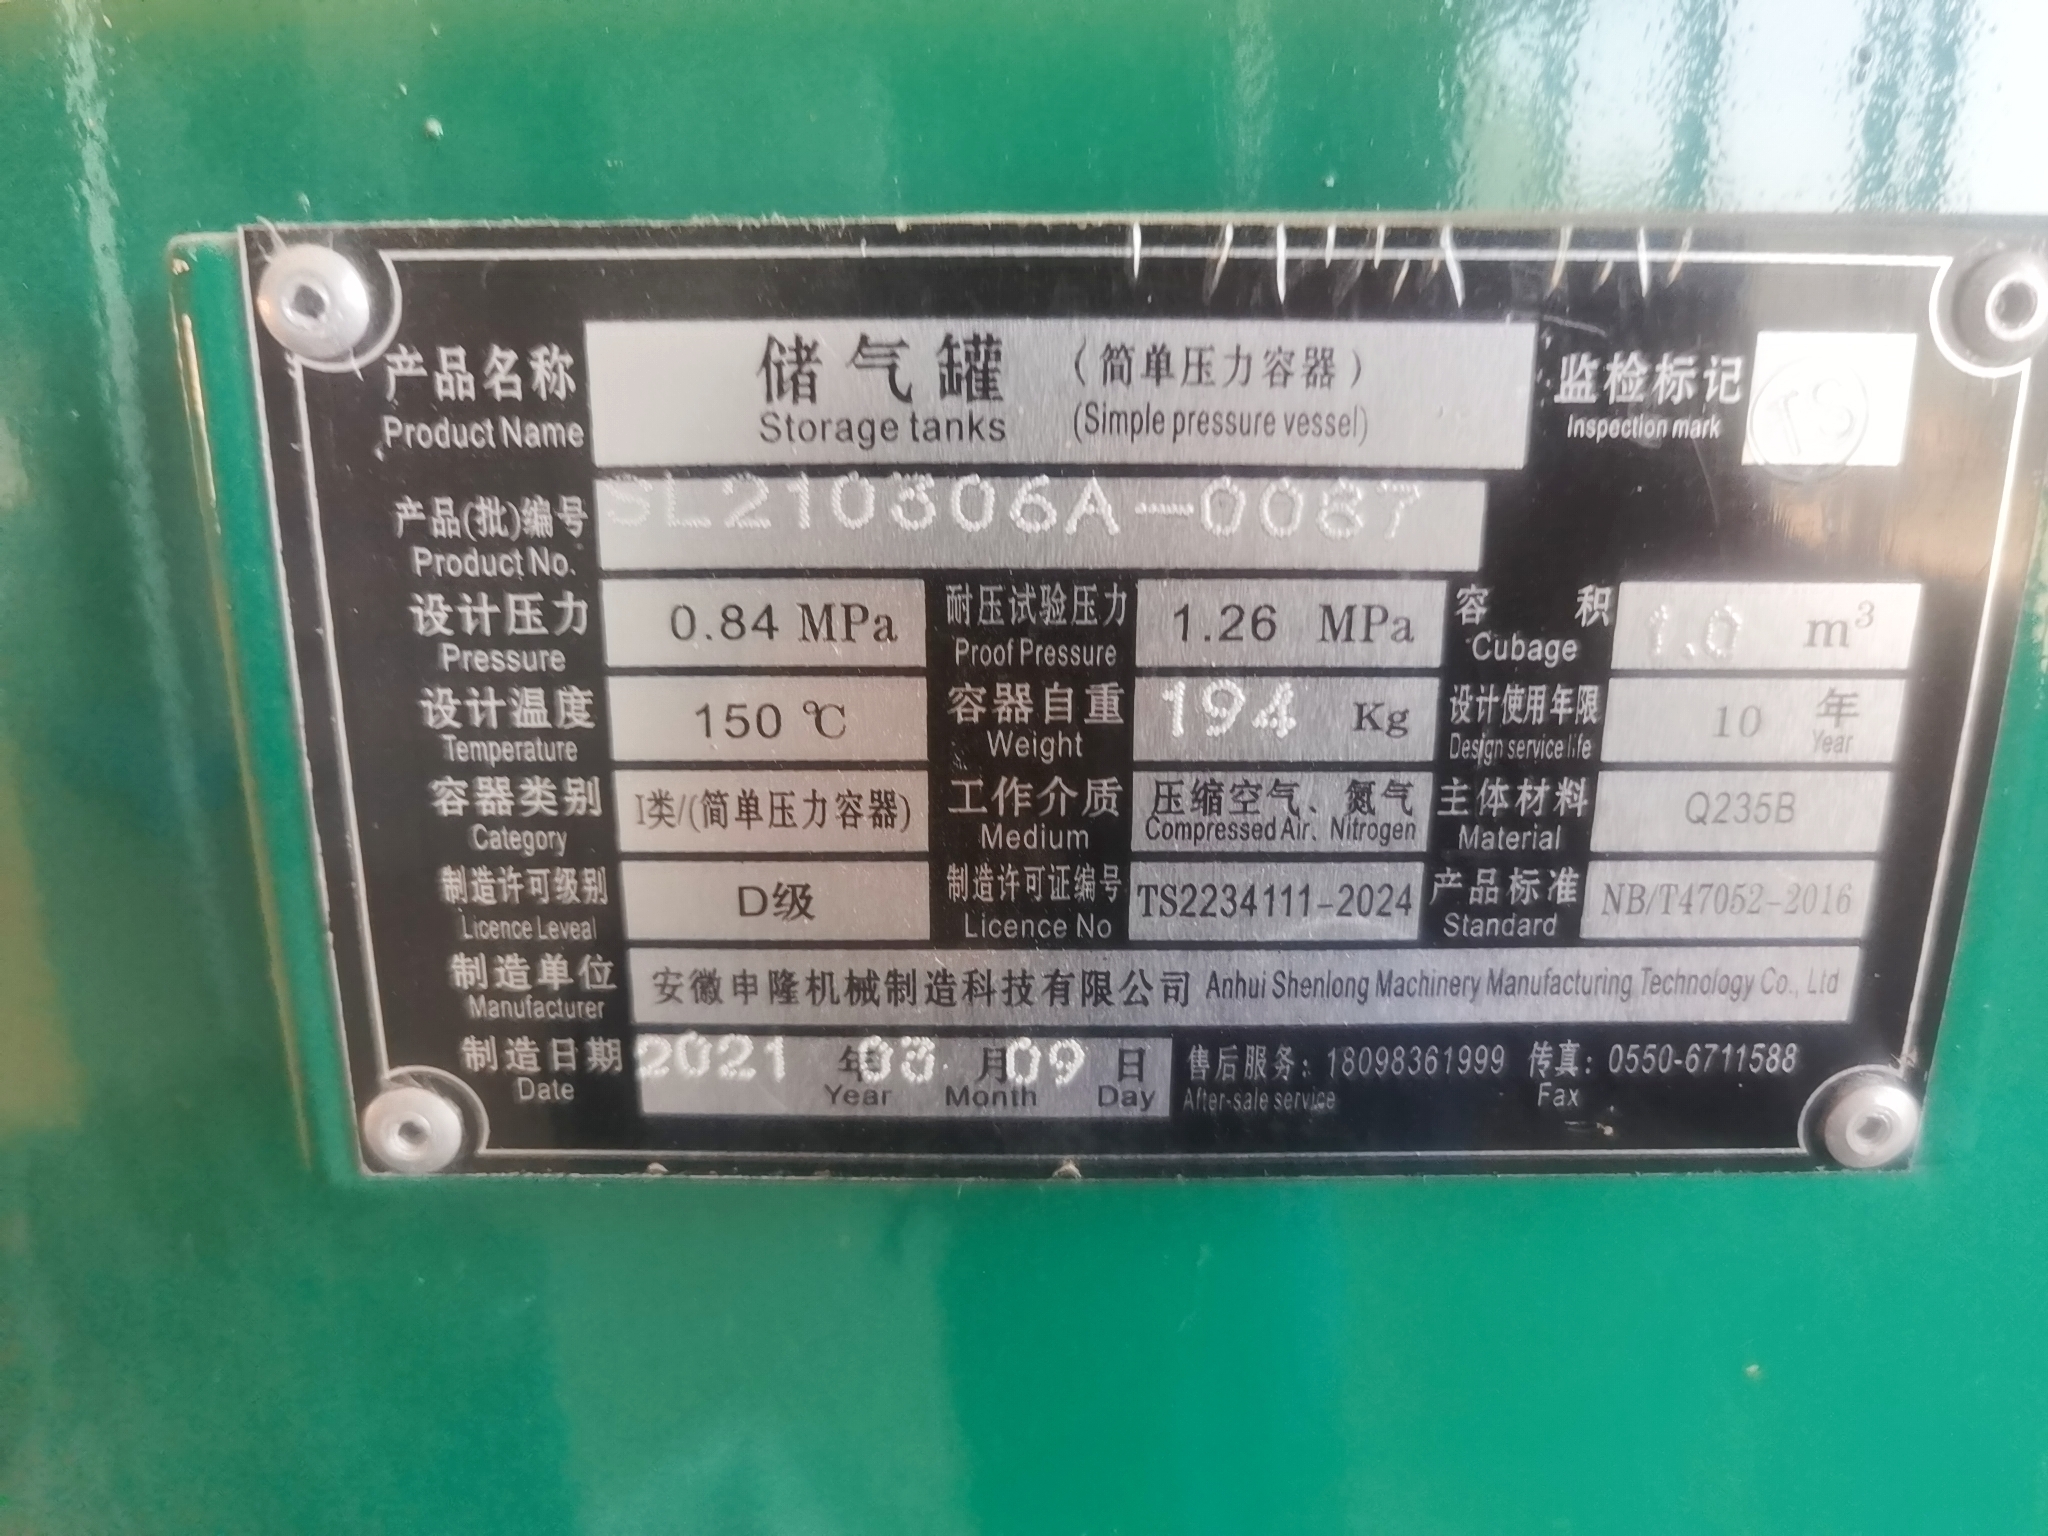 产品名称 储气罐 (简单压力容器) 监检标记 TS
Product Name Storage tanks (Simple pressure vessel) Inspection mark
产品(批)编号 SL210306A-0087
Product No.
设计压力 0.84 MPa 耐压试验压力 1.26 MPa 容积 1.0 m³
Pressure Proof Pressure Cubage
设计温度 150 ℃ 容器自重 194 Kg 设计使用年限 10 年
Temperature Weight Design service life Year
容器类别 I类/(简单压力容器) 工作介质 压缩空气、氮气 主体材料 Q235B
Category Medium Compressed Air、Nitrogen Material
制造许可级别 D级 制造许可证编号 TS2234111-2024 产品标准 NB/T47052-2016
Licence Leveal Licence No Standard
制造单位 安徽申隆机械制造科技有限公司 Anhui Shenlong Machinery Manufacturing Technology Co., Ltd
Manufacturer
制造日期 2021 年 03 月 09 日 售后服务: 18098361999 传真: 0550-6711588
Date Year Month Day After-sale service Fax